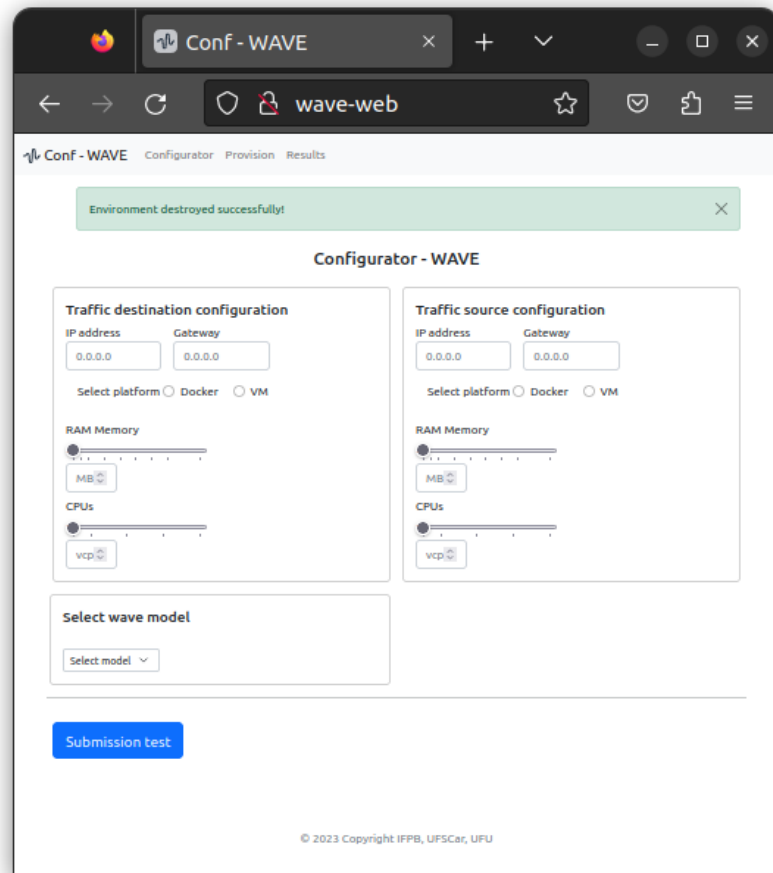 Conf - WAVE
wave-web
Conf - WAVE Configurator Provision Results
Environment destroyed successfully!
Configurator - WAVE
Traffic destination configuration
IP address Gateway
0.0.0.0 0.0.0.0
Select platform Docker VM
RAM Memory
MB
CPUs
vcp
Traffic source configuration
IP address Gateway
0.0.0.0 0.0.0.0
Select platform Docker VM
RAM Memory
MB
CPUs
vcp
Select wave model
Select model
Submission test
© 2023 Copyright IFPB, UFSCar, UFU